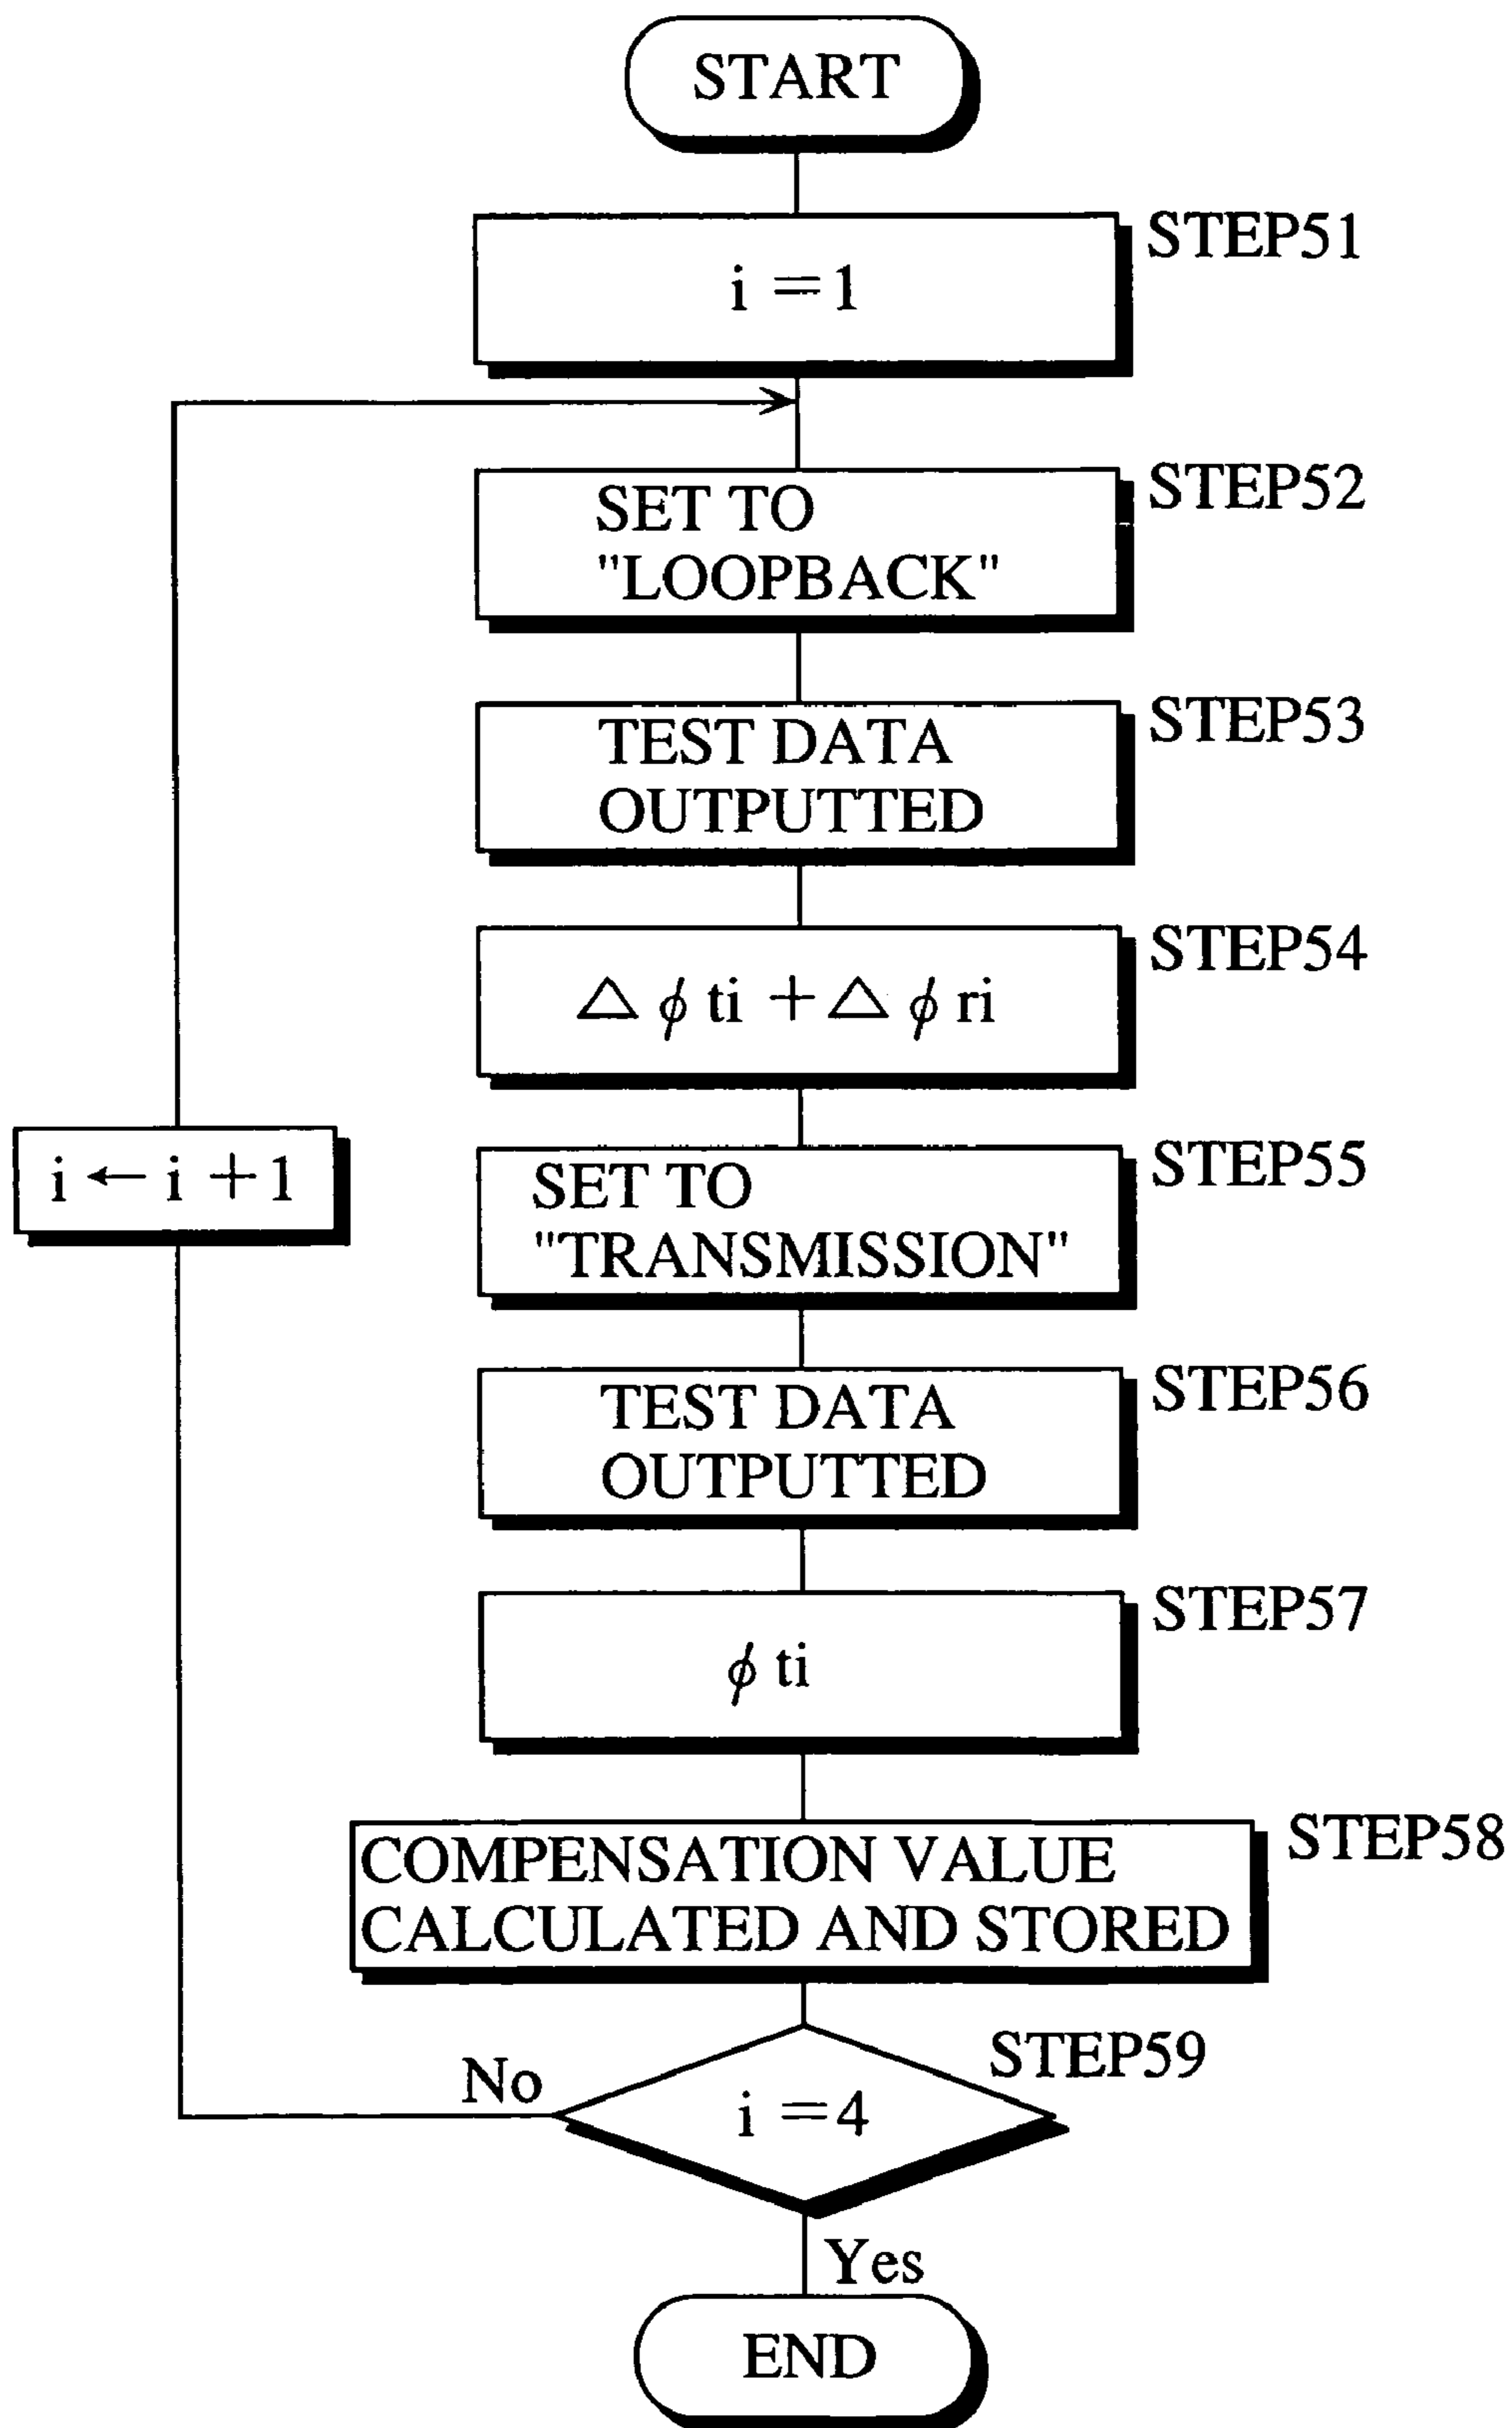 START
STEP51
i = 1
STEP52
SET TO
"LOOPBACK"
STEP53
TEST DATA
OUTPUTTED
STEP54
△ϕ ti + △ϕ ri
i ← i + 1
STEP55
SET TO
"TRANSMISSION"
STEP56
TEST DATA
OUTPUTTED
STEP57
ϕ ti
STEP58
COMPENSATION VALUE
CALCULATED AND STORED
STEP59
No
i = 4
Yes
END